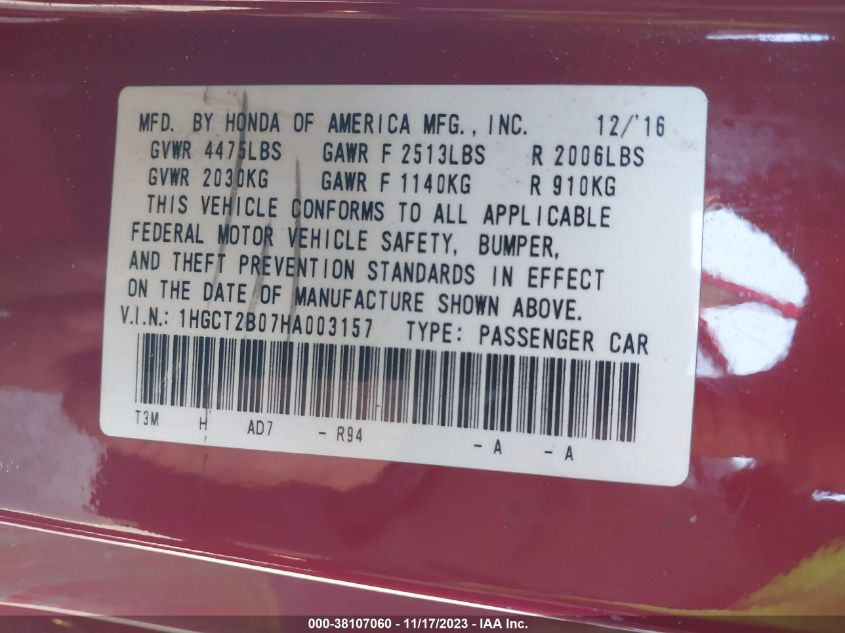 MFD. BY HONDA OF AMERICA MFG., INC. 12/'16
GVWR 4475LBS GAWR F 2513LBS R 2006LBS
GVWR 2030KG GAWR F 1140KG R 910KG
THIS VEHICLE CONFORMS TO ALL APPLICABLE
FEDERAL MOTOR VEHICLE SAFETY, BUMPER,
AND THEFT PREVENTION STANDARDS IN EFFECT
ON THE DATE OF MANUFACTURE SHOWN ABOVE.
V.I.N.: 1HGCT2B07HA003157 TYPE: PASSENGER CAR
T3M H AD7 - R94 - A - A
000-38107060 - 11/17/2023 - IAA Inc.